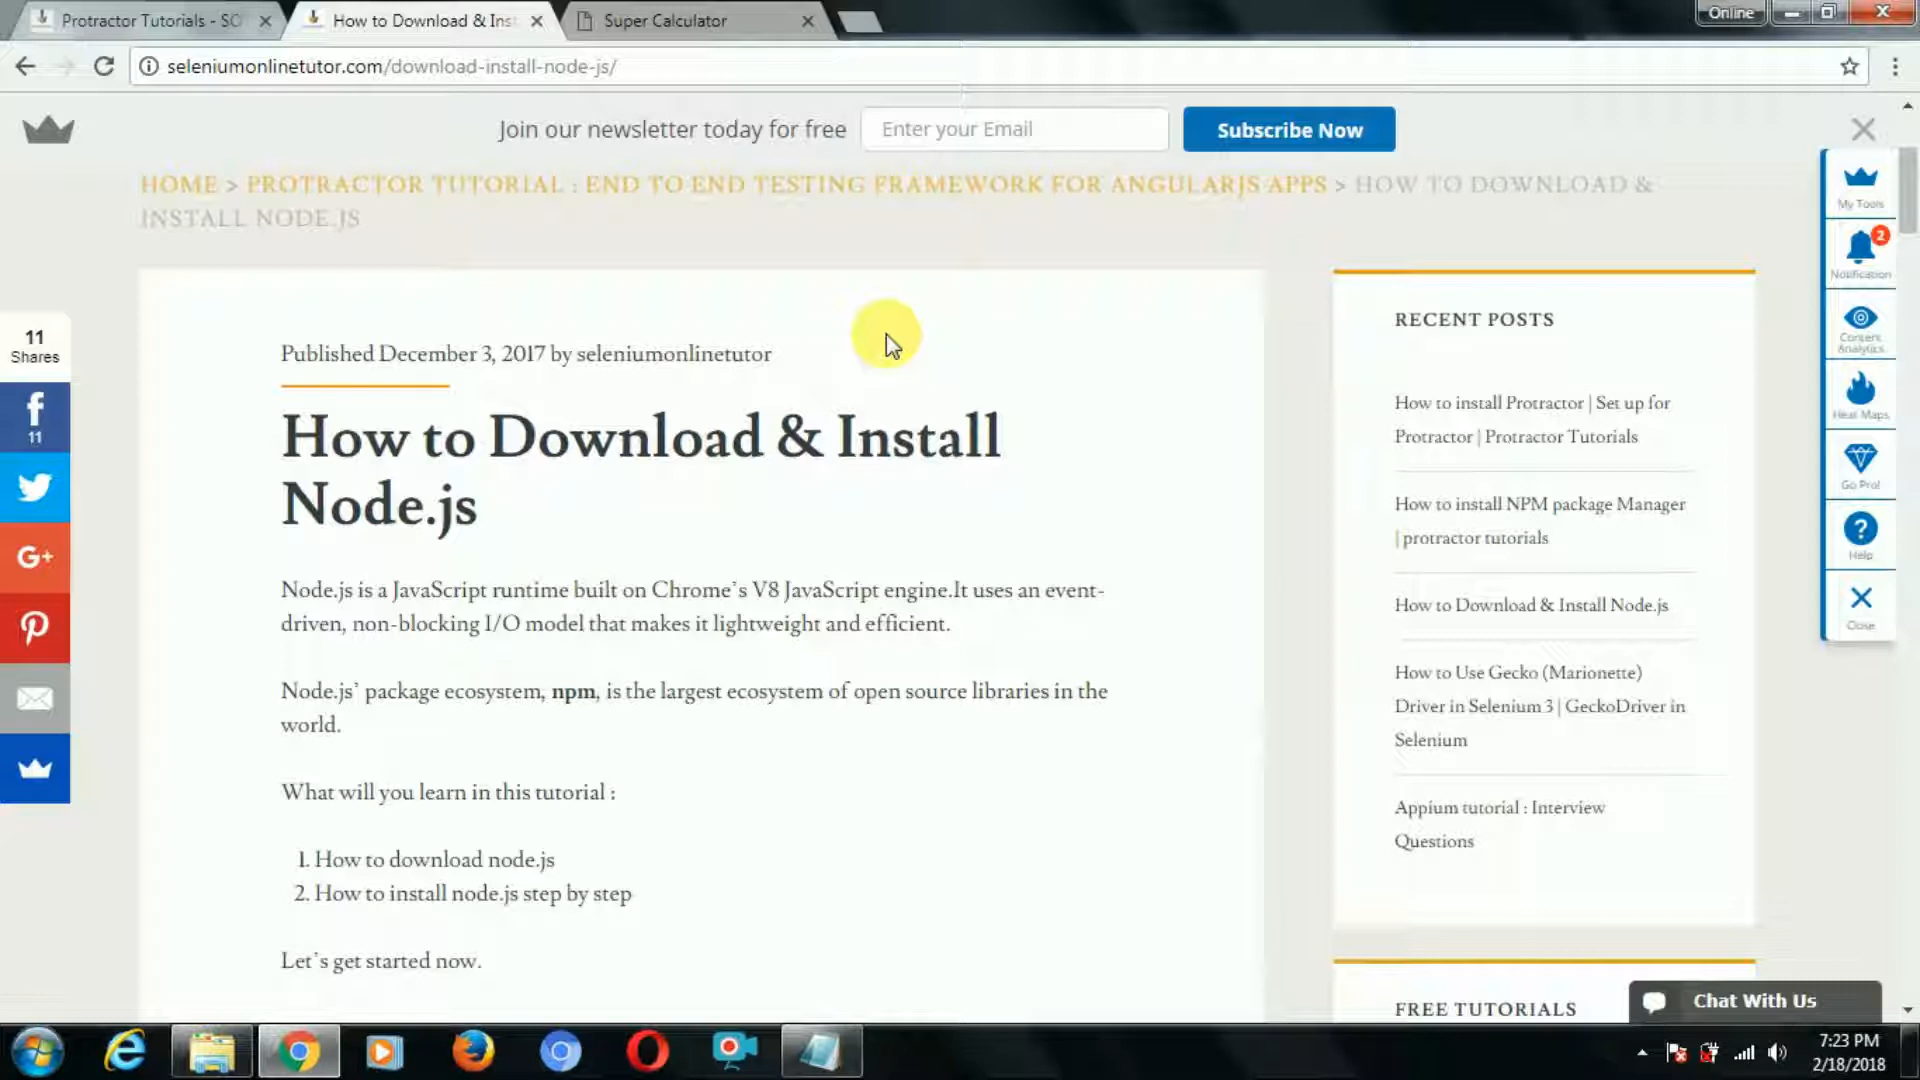 Protractor Tutorials - SO
How to Download & Inst
Super Calculator
Online
seleniumonlinetutor.com/download-install-node-js/
Join our newsletter today for free
Enter your Email
Subscribe Now
HOME > PROTRACTOR TUTORIAL : END TO END TESTING FRAMEWORK FOR ANGULARJS APPS > HOW TO DOWNLOAD &
INSTALL NODE.JS
11
Shares
11
G+
Published December 3, 2017 by seleniumonlinetutor
How to Download & Install
Node.js
Node.js is a JavaScript runtime built on Chrome’s V8 JavaScript engine.It uses an event-
driven, non-blocking I/O model that makes it lightweight and efficient.
Node.js’ package ecosystem, npm, is the largest ecosystem of open source libraries in the
world.
What will you learn in this tutorial :
1. How to download node.js
2. How to install node.js step by step
Let’s get started now.
RECENT POSTS
How to install Protractor | Set up for
Protractor | Protractor Tutorials
How to install NPM package Manager
| protractor tutorials
How to Download & Install Node.js
How to Use Gecko (Marionette)
Driver in Selenium 3 | GeckoDriver in
Selenium
Appium tutorial : Interview
Questions
FREE TUTORIALS
My Tools
2
Notification
Content
Analytics
Heat Maps
Go Pro!
Help
Close
Chat With Us
7:23 PM
2/18/2018